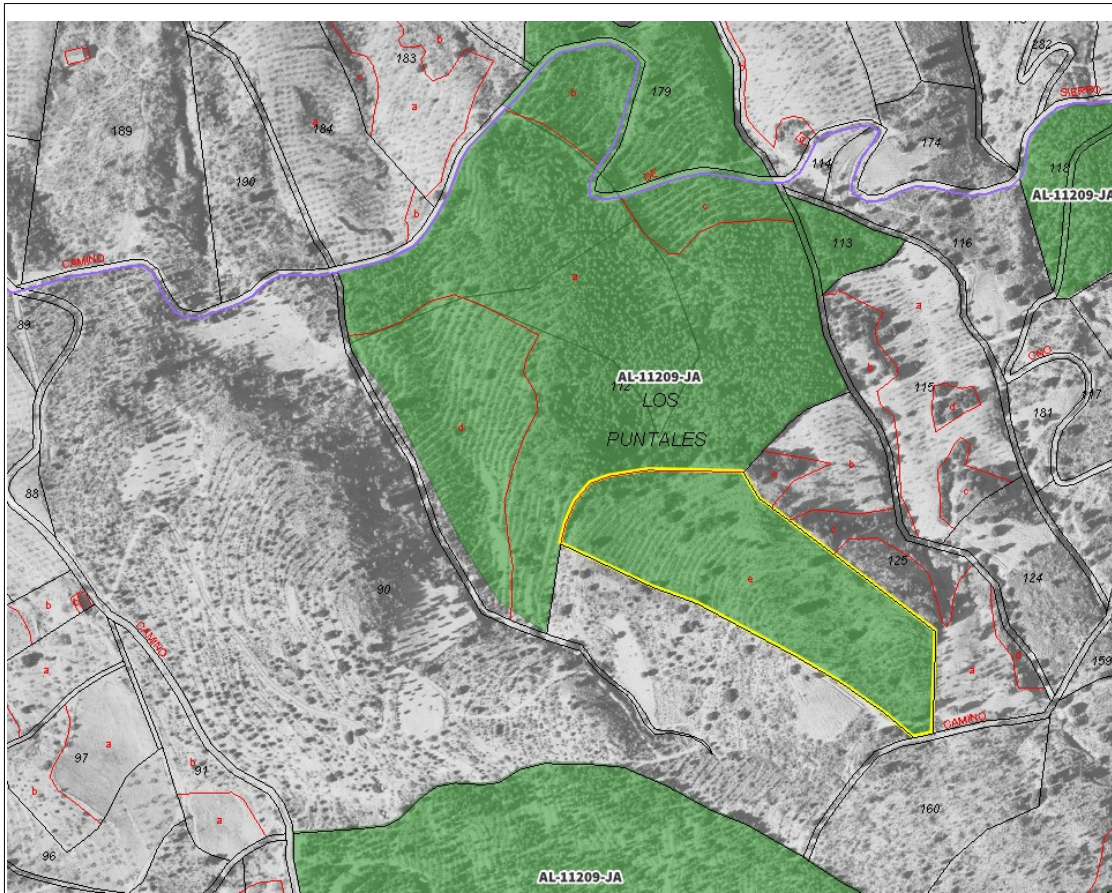 282
b
183
a
b
179
SIERRO
189
184
114
174
118
190
b
DE
AL-11209-JA
c
113
116
CAMINO
a
a
89
b
ONO
AL-11209-JA
112
115
117
LOS
d
181
d
PUNTALES
b
c
88
125
124
90
e
b
CAMINO
159
a
a
CAMINO
97
a
b
91
b
a
160
96
AL-11209-JA